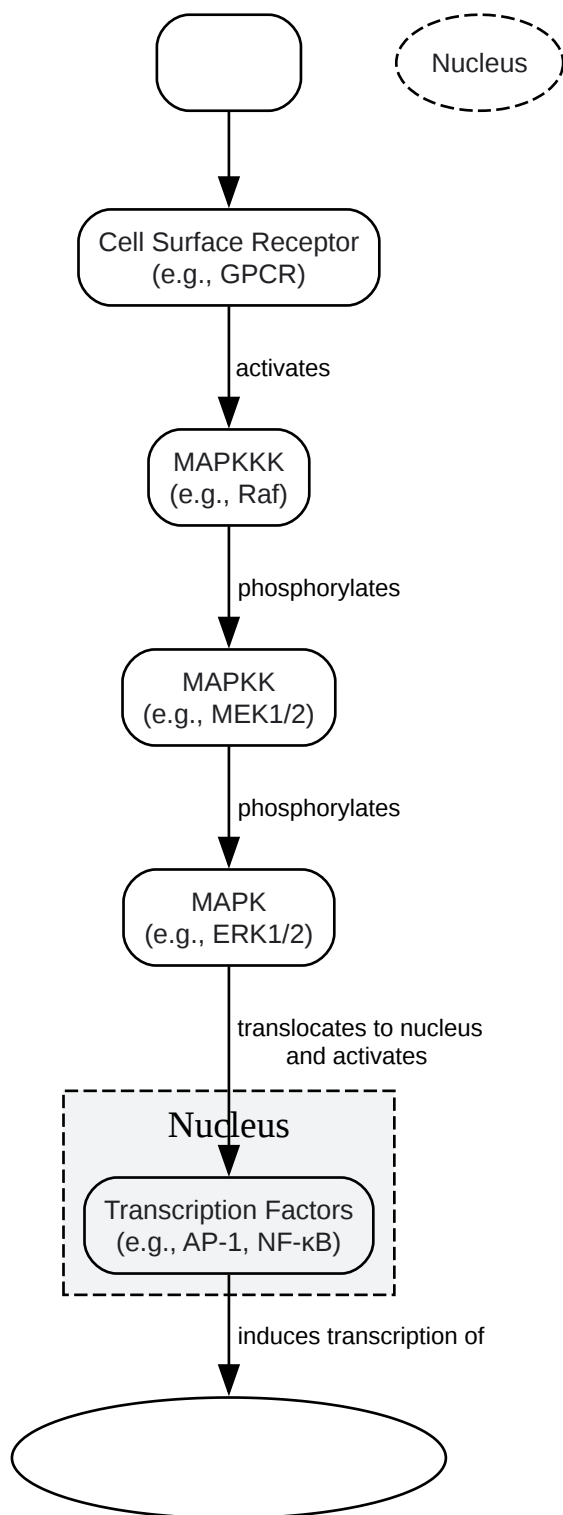 Nucleus
Cell Surface Receptor
(e.g., GPCR)
activates
MAPKKK
(e.g., Raf)
phosphorylates
MAPKK
(e.g., MEK1/2)
phosphorylates
MAPK
(e.g., ERK1/2)
translocates to nucleus
and activates
Nucleus
Transcription Factors
(e.g., AP-1, NF-κB)
induces transcription of